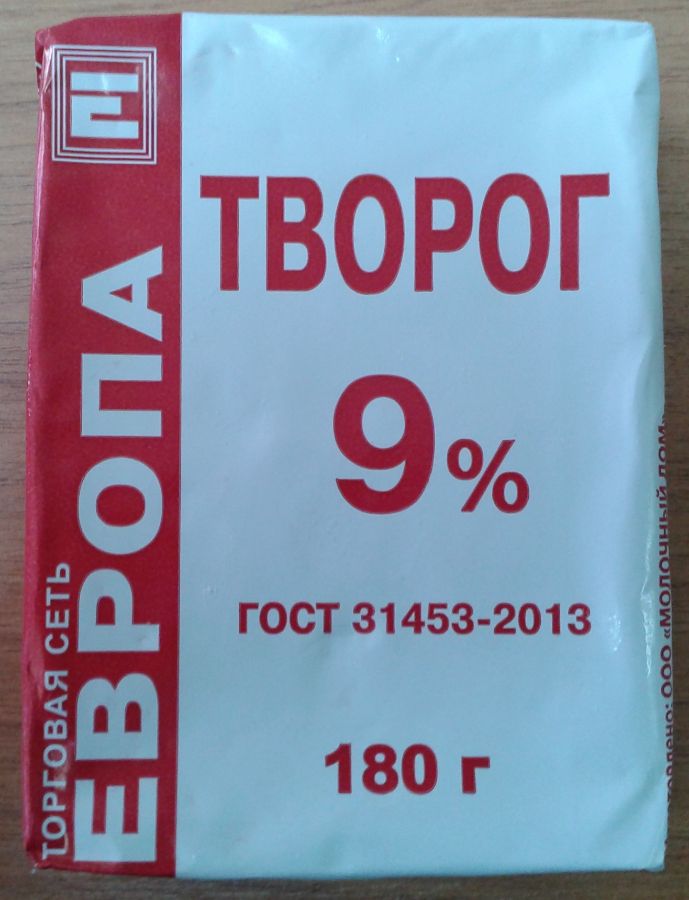 ТОРГОВАЯ СЕТЬ
ЕВРОПА
ТВОРОГ
9%
ГОСТ 31453-2013
180 г
ООО «МОЛОЧНЫЙ ДОМ»